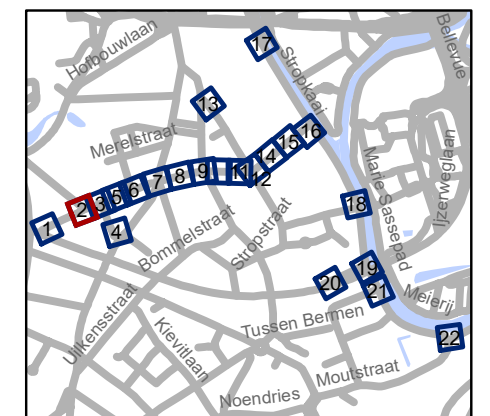 Hofbouwlaan
Bellevue
17
Stropkaai
13
Merelstraat
16
15
14
Ijzerweglaan
Marie Sassepad
12
11
9
8
7
6
5
3
2
1
4
18
Bommelstraat
Stropstraat
19
20
21
Meierij
Uilkensstraat
Kievitlaan
Tussen Bermen
22
Moutstraat
Noendries